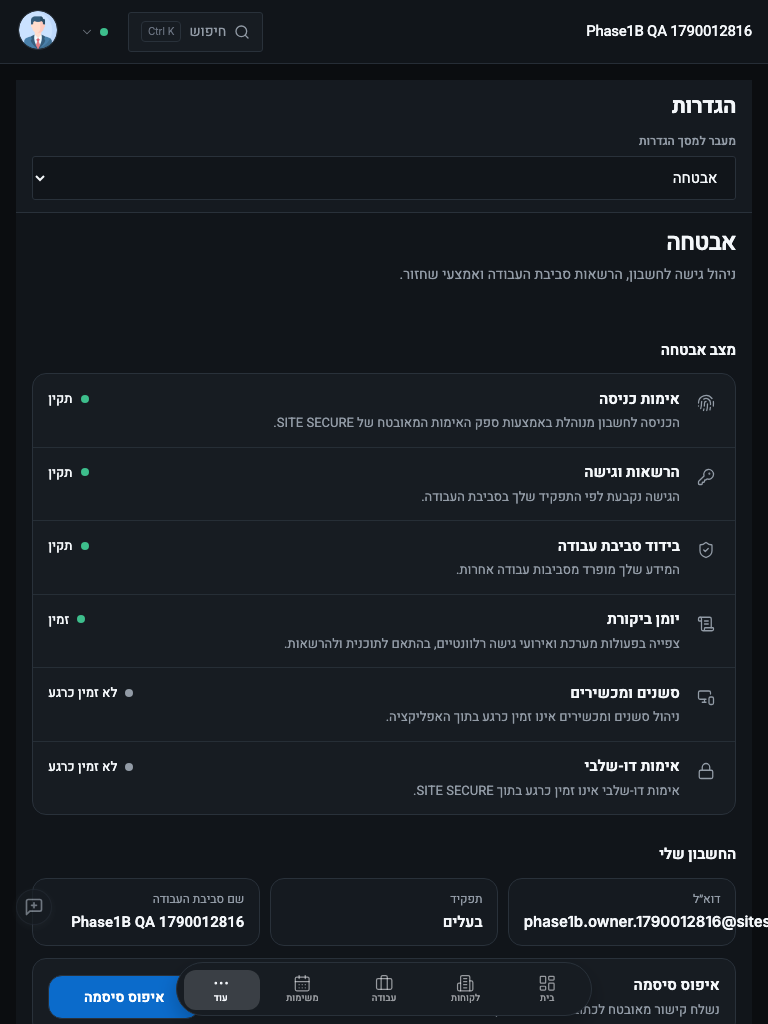 Phase1B QA 1790012816
חיפוש
Ctrl K
הגדרות
מעבר למסך הגדרות
אבטחה
אבטחה
ניהול גישה לחשבון, הרשאות סביבת העבודה ואמצעי שחזור.
מצב אבטחה
אימות כניסה
תקין
הכניסה לחשבון מנוהלת באמצעות ספק האימות המאובטח של SITE SECURE.
הרשאות וגישה
תקין
הגישה נקבעת לפי התפקיד שלך בסביבת העבודה.
בידוד סביבת עבודה
תקין
המידע שלך מופרד מסביבות עבודה אחרות.
יומן ביקורת
זמין
צפייה בפעולות מערכת ואירועי גישה רלוונטיים, בהתאם לתוכנית ולהרשאות.
סשנים ומכשירים
לא זמין כרגע
ניהול סשנים ומכשירים אינו זמין כרגע בתוך האפליקציה.
אימות דו-שלבי
לא זמין כרגע
אימות דו-שלבי אינו זמין כרגע בתוך SITE SECURE.
החשבון שלי
דוא״ל
phase1b.owner.1790012816@sites
תפקיד
בעלים
שם סביבת העבודה
Phase1B QA 1790012816
איפוס סיסמה
נשלח קישור מאובטח
איפוס סיסמה
בית
לקוחות
עבודה
משימות
עוד